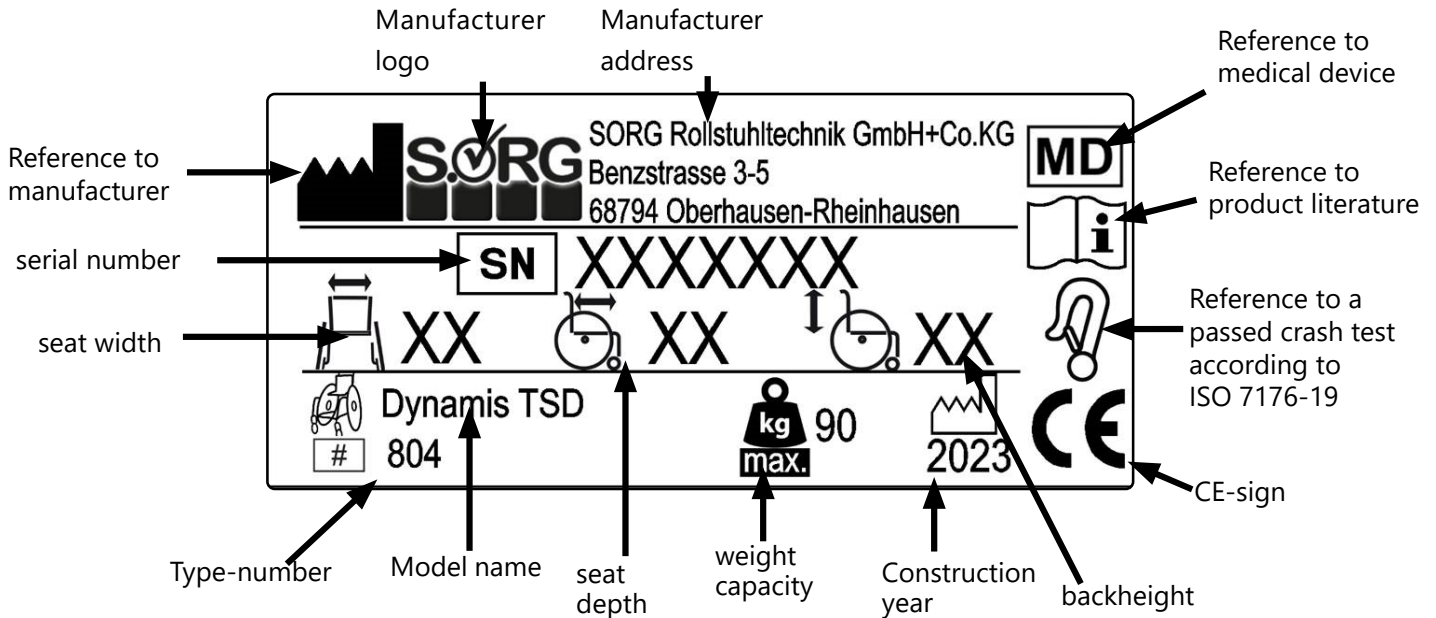 Manufacturer
logo
Manufacturer
address
Reference to
medical device
Reference to
manufacturer
S.ORG
SORG Rollstuhltechnik GmbH+Co.KG
Benzstrasse 3-5
68794 Oberhausen-Rheinhausen
MD
Reference to
product literature
i
serial number
SN XXXXXXX
seat width
XX XX XX
Reference to a
passed crash test
according to
ISO 7176-19
Dynamis TSD
# 804
kg 90
max.
2023
CE
CE-sign
Type-number
Model name
seat
depth
weight
capacity
Construction
year
backheight